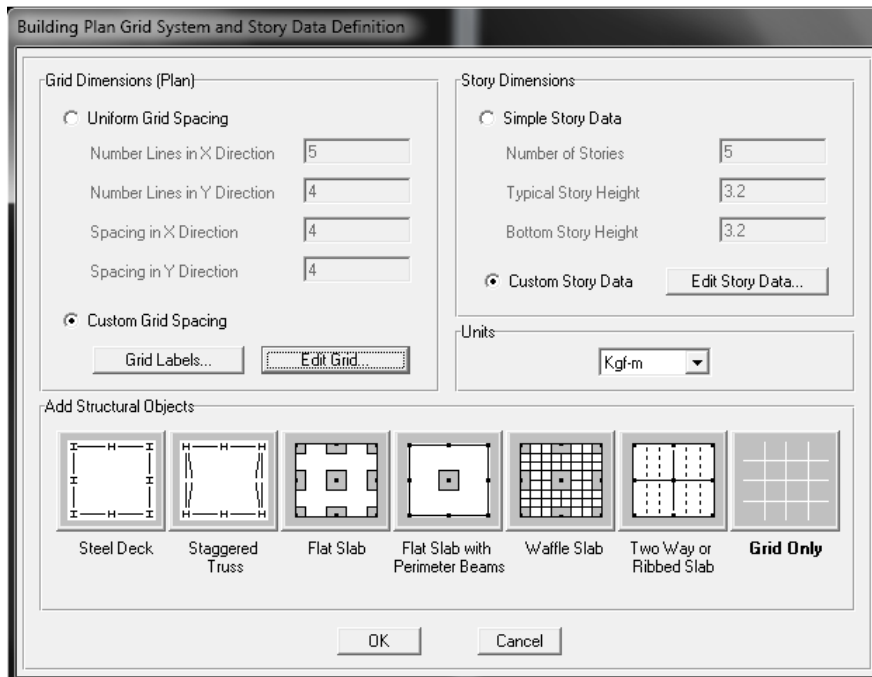 Building Plan Grid System and Story Data Definition
Grid Dimensions (Plan)
Uniform Grid Spacing
Number Lines in X Direction 5
Number Lines in Y Direction 4
Spacing in X Direction 4
Spacing in Y Direction 4
Custom Grid Spacing
Grid Labels...
Edit Grid...
Story Dimensions
Simple Story Data
Number of Stories 5
Typical Story Height 3.2
Bottom Story Height 3.2
Custom Story Data
Edit Story Data...
Units
Kgf-m
Add Structural Objects
Steel Deck
Staggered
Truss
Flat Slab
Flat Slab with
Perimeter Beams
Waffle Slab
Two Way or
Ribbed Slab
Grid Only
OK
Cancel